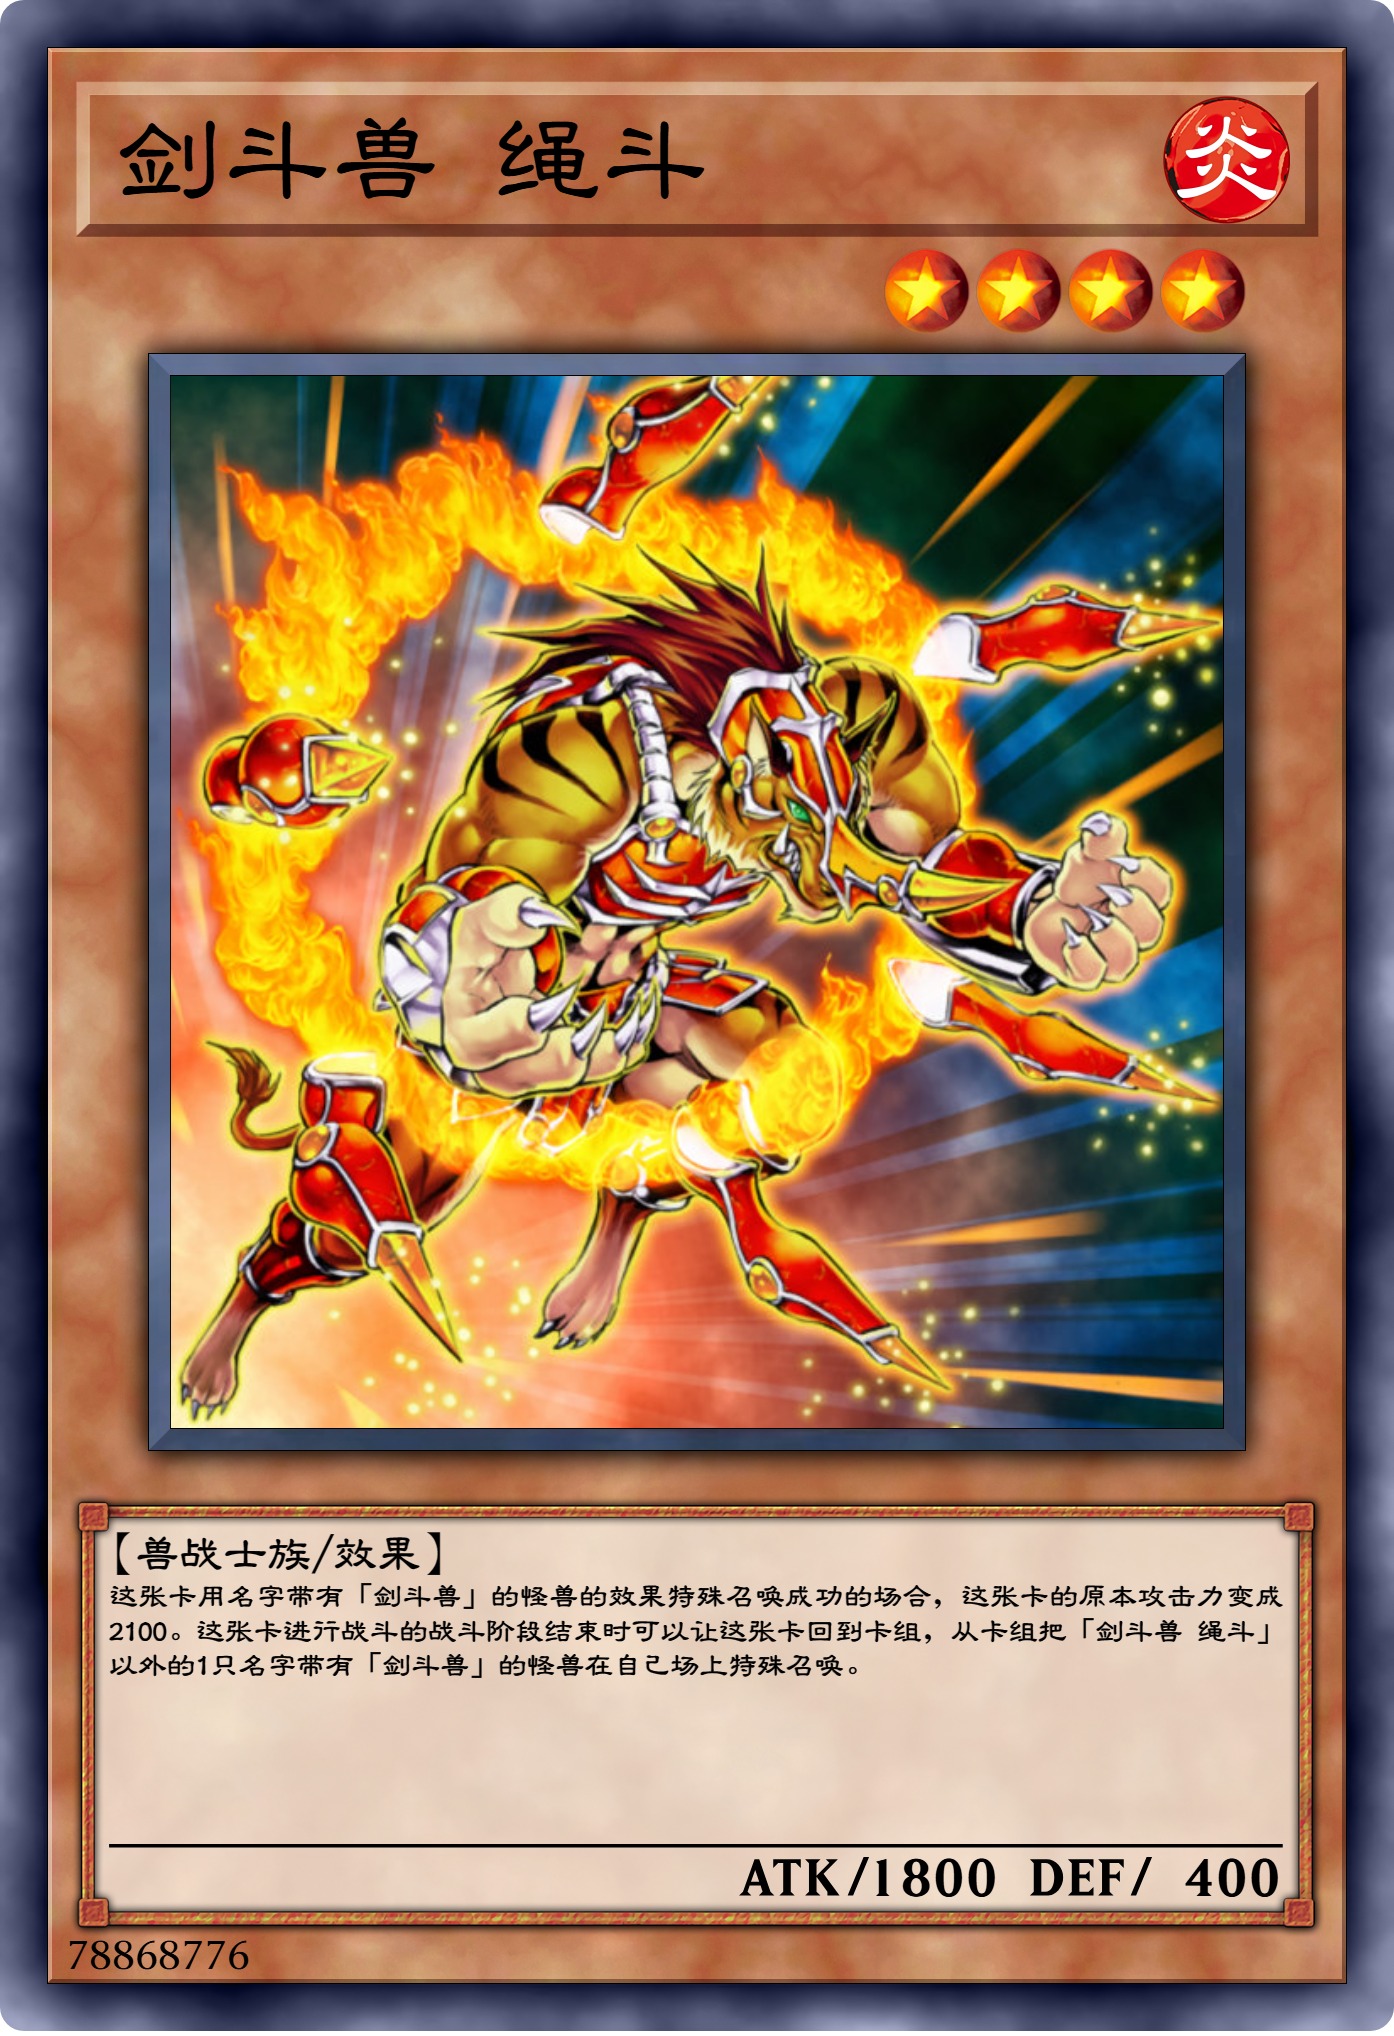 剑斗兽 绳斗
炎
【兽战士族/效果】
这张卡用名字带有「剑斗兽」的怪兽的效果特殊召唤成功的场合，这张卡的原本攻击力变成
2100。这张卡进行战斗的战斗阶段结束时可以让这张卡回到卡组，从卡组把「剑斗兽 绳斗」
以外的1只名字带有「剑斗兽」的怪兽在自己场上特殊召唤。
ATK/1800 DEF/ 400
78868776